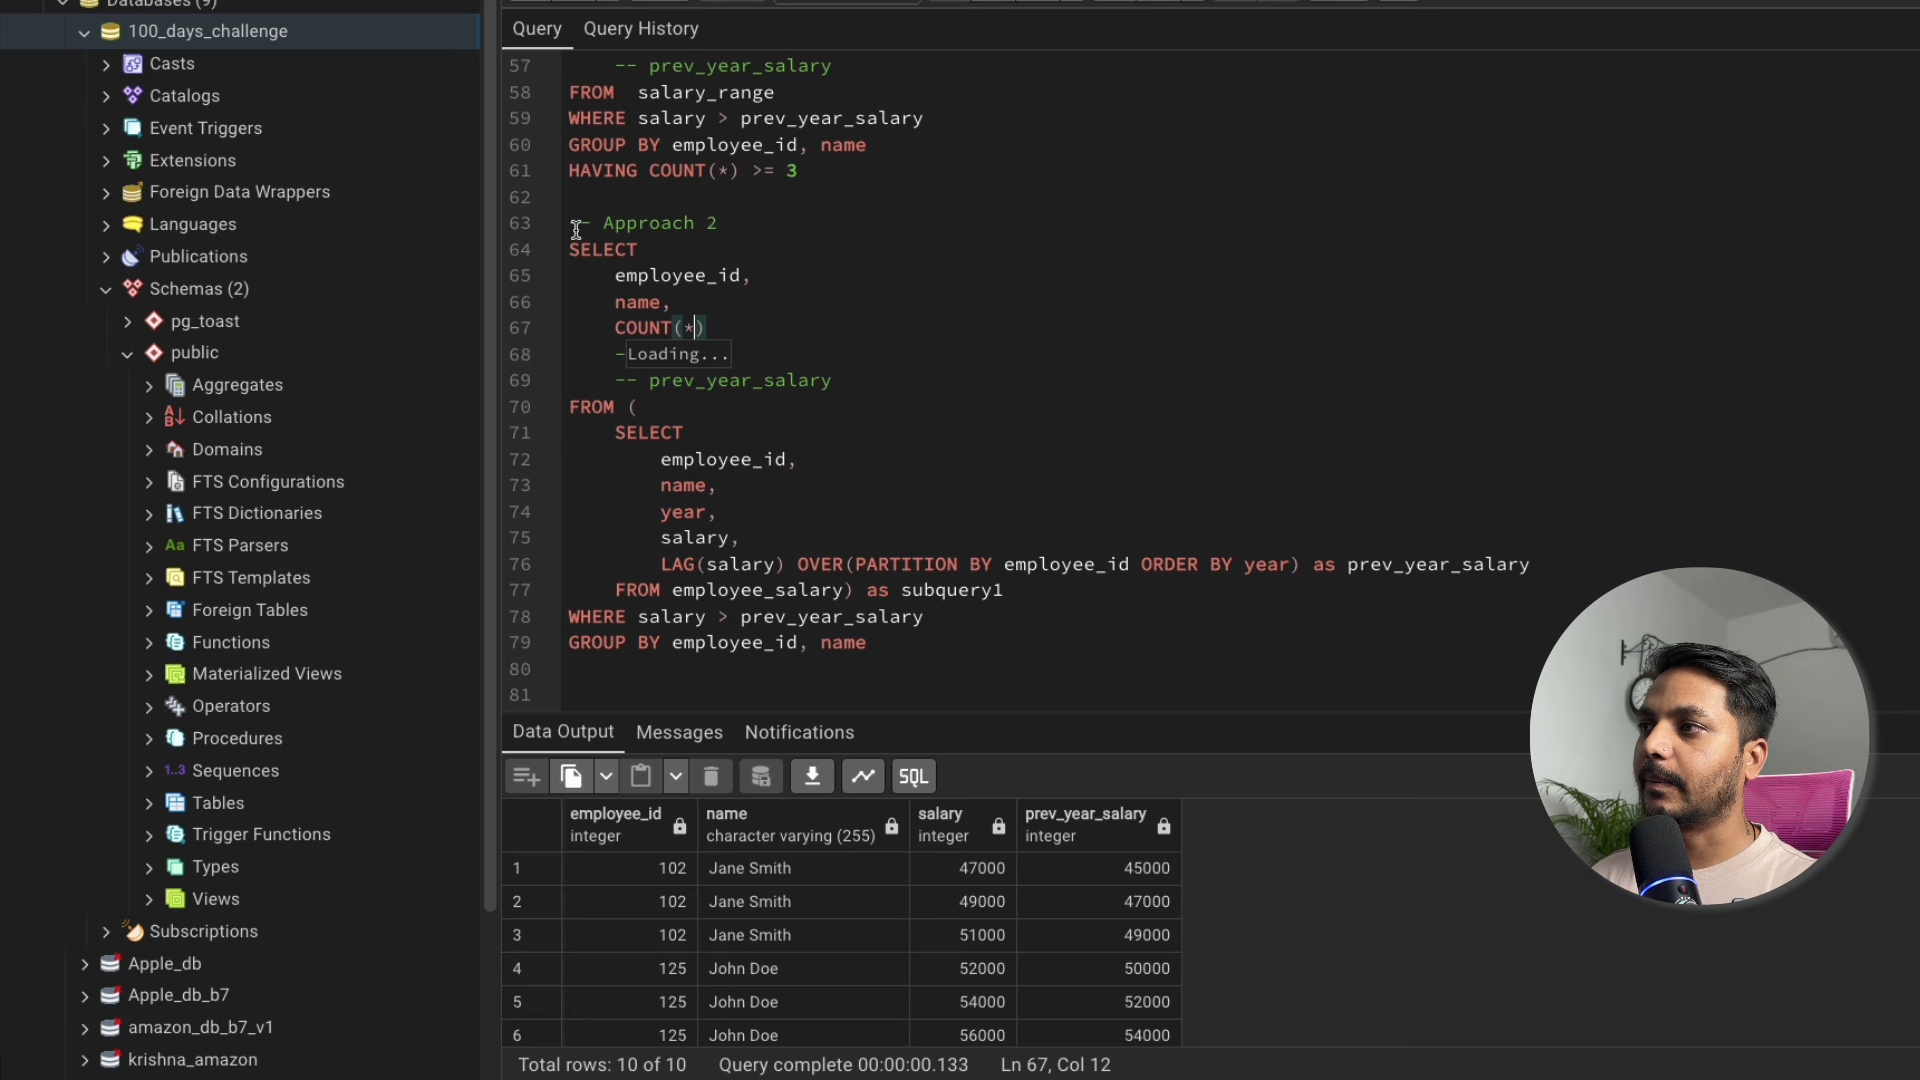 Databases (9)
100_days_challenge
Casts
Catalogs
Event Triggers
Extensions
Foreign Data Wrappers
Languages
Publications
Schemas (2)
pg_toast
public
Aggregates
Collations
Domains
FTS Configurations
FTS Dictionaries
Aa FTS Parsers
FTS Templates
Foreign Tables
Functions
Materialized Views
Operators
Procedures
1..3 Sequences
Tables
Trigger Functions
Types
Views
Subscriptions
Apple_db
Apple_db_b7
amazon_db_b7_v1
krishna_amazon
Query Query History
57 -- prev_year_salary
58 FROM salary_range
59 WHERE salary > prev_year_salary
60 GROUP BY employee_id, name
61 HAVING COUNT(*) >= 3
62
63 -- Approach 2
64 SELECT
65 employee_id,
66 name,
67 COUNT(*)
68 -Loading...
69 -- prev_year_salary
70 FROM (
71 SELECT
72 employee_id,
73 name,
74 year,
75 salary,
76 LAG(salary) OVER(PARTITION BY employee_id ORDER BY year) as prev_year_salary
77 FROM employee_salary) as subquery1
78 WHERE salary > prev_year_salary
79 GROUP BY employee_id, name
80
81
Data Output Messages Notifications
SQL
employee_id name salary prev_year_salary
integer character varying (255) integer integer
1 102 Jane Smith 47000 45000
2 102 Jane Smith 49000 47000
3 102 Jane Smith 51000 49000
4 125 John Doe 52000 50000
5 125 John Doe 54000 52000
6 125 John Doe 56000 54000
Total rows: 10 of 10 Query complete 00:00:00.133 Ln 67, Col 12